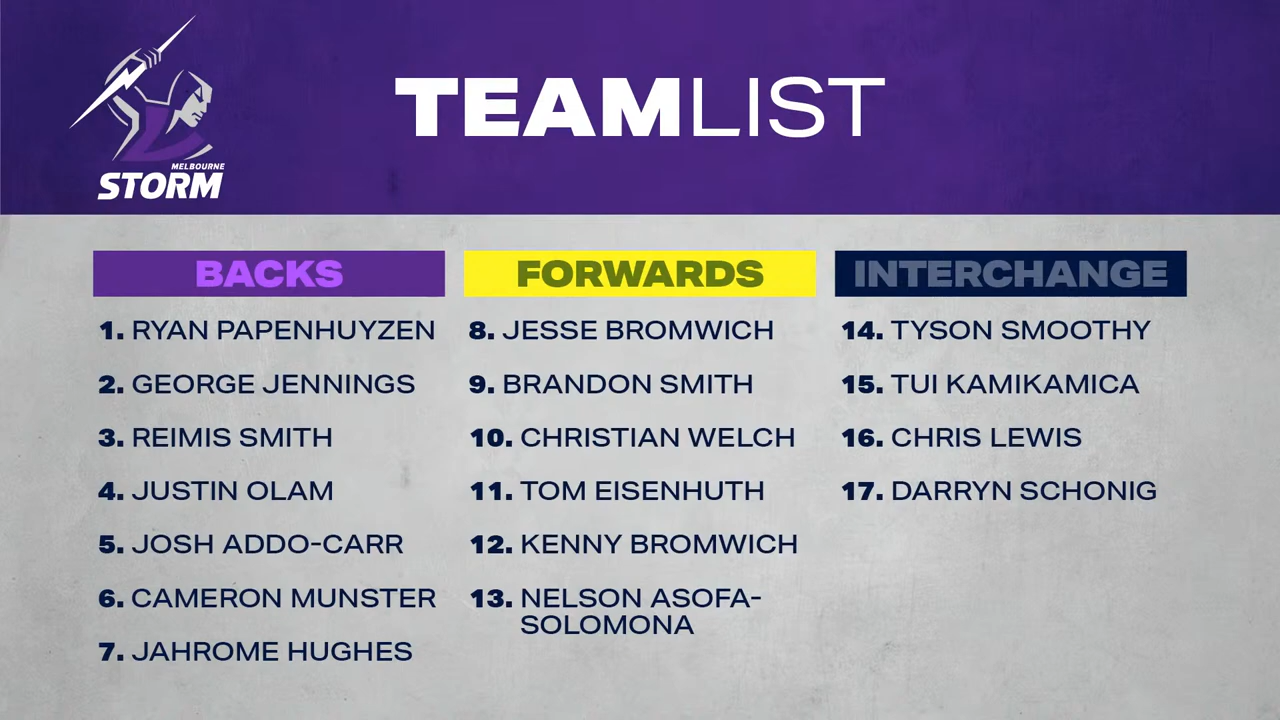 MELBOURNE
STORM
TEAMLIST
BACKS
1. RYAN PAPENHUYZEN
2. GEORGE JENNINGS
3. REIMIS SMITH
4. JUSTIN OLAM
5. JOSH ADDO-CARR
6. CAMERON MUNSTER
7. JAHROME HUGHES
FORWARDS
8. JESSE BROMWICH
9. BRANDON SMITH
10. CHRISTIAN WELCH
11. TOM EISENHUTH
12. KENNY BROMWICH
13. NELSON ASOFA-
SOLOMONA
INTERCHANGE
14. TYSON SMOOTHY
15. TUI KAMIKAMICA
16. CHRIS LEWIS
17. DARRYN SCHONIG